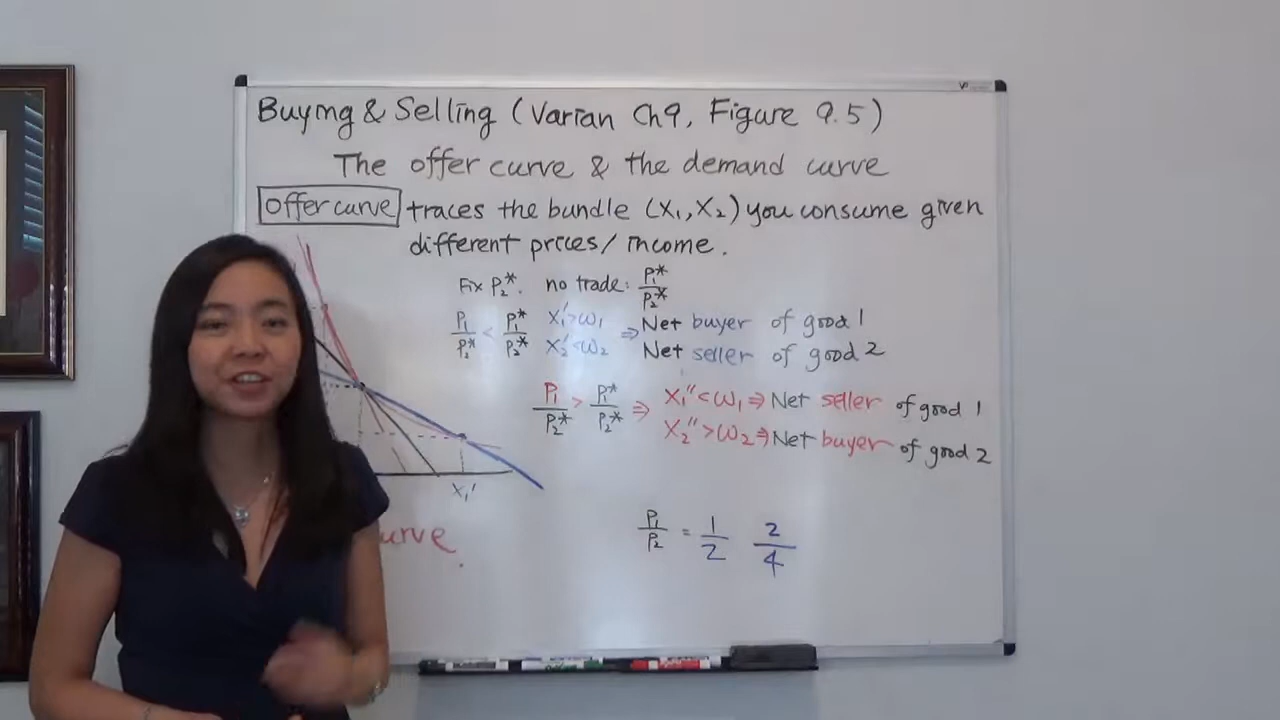 Buying & Selling (Varian Ch9, Figure 9.5)
The offer curve & the demand curve
offer curve traces the bundle (X₁, X₂) you consume given
different prices / income.
Fix P₂*. no trade: P₁*/P₂*
P₁/P₂* < P₁*/P₂* X₁'>ω₁ ⇒ Net buyer of good 1
X₂'<ω₂ Net seller of good 2
P₁/P₂* > P₁*/P₂* ⇒ X₁''<ω₁ ⇒ Net seller of good 1
X₂''>ω₂ ⇒ Net buyer of good 2
X₁'
P₁/P₂ = 1/2 2/4